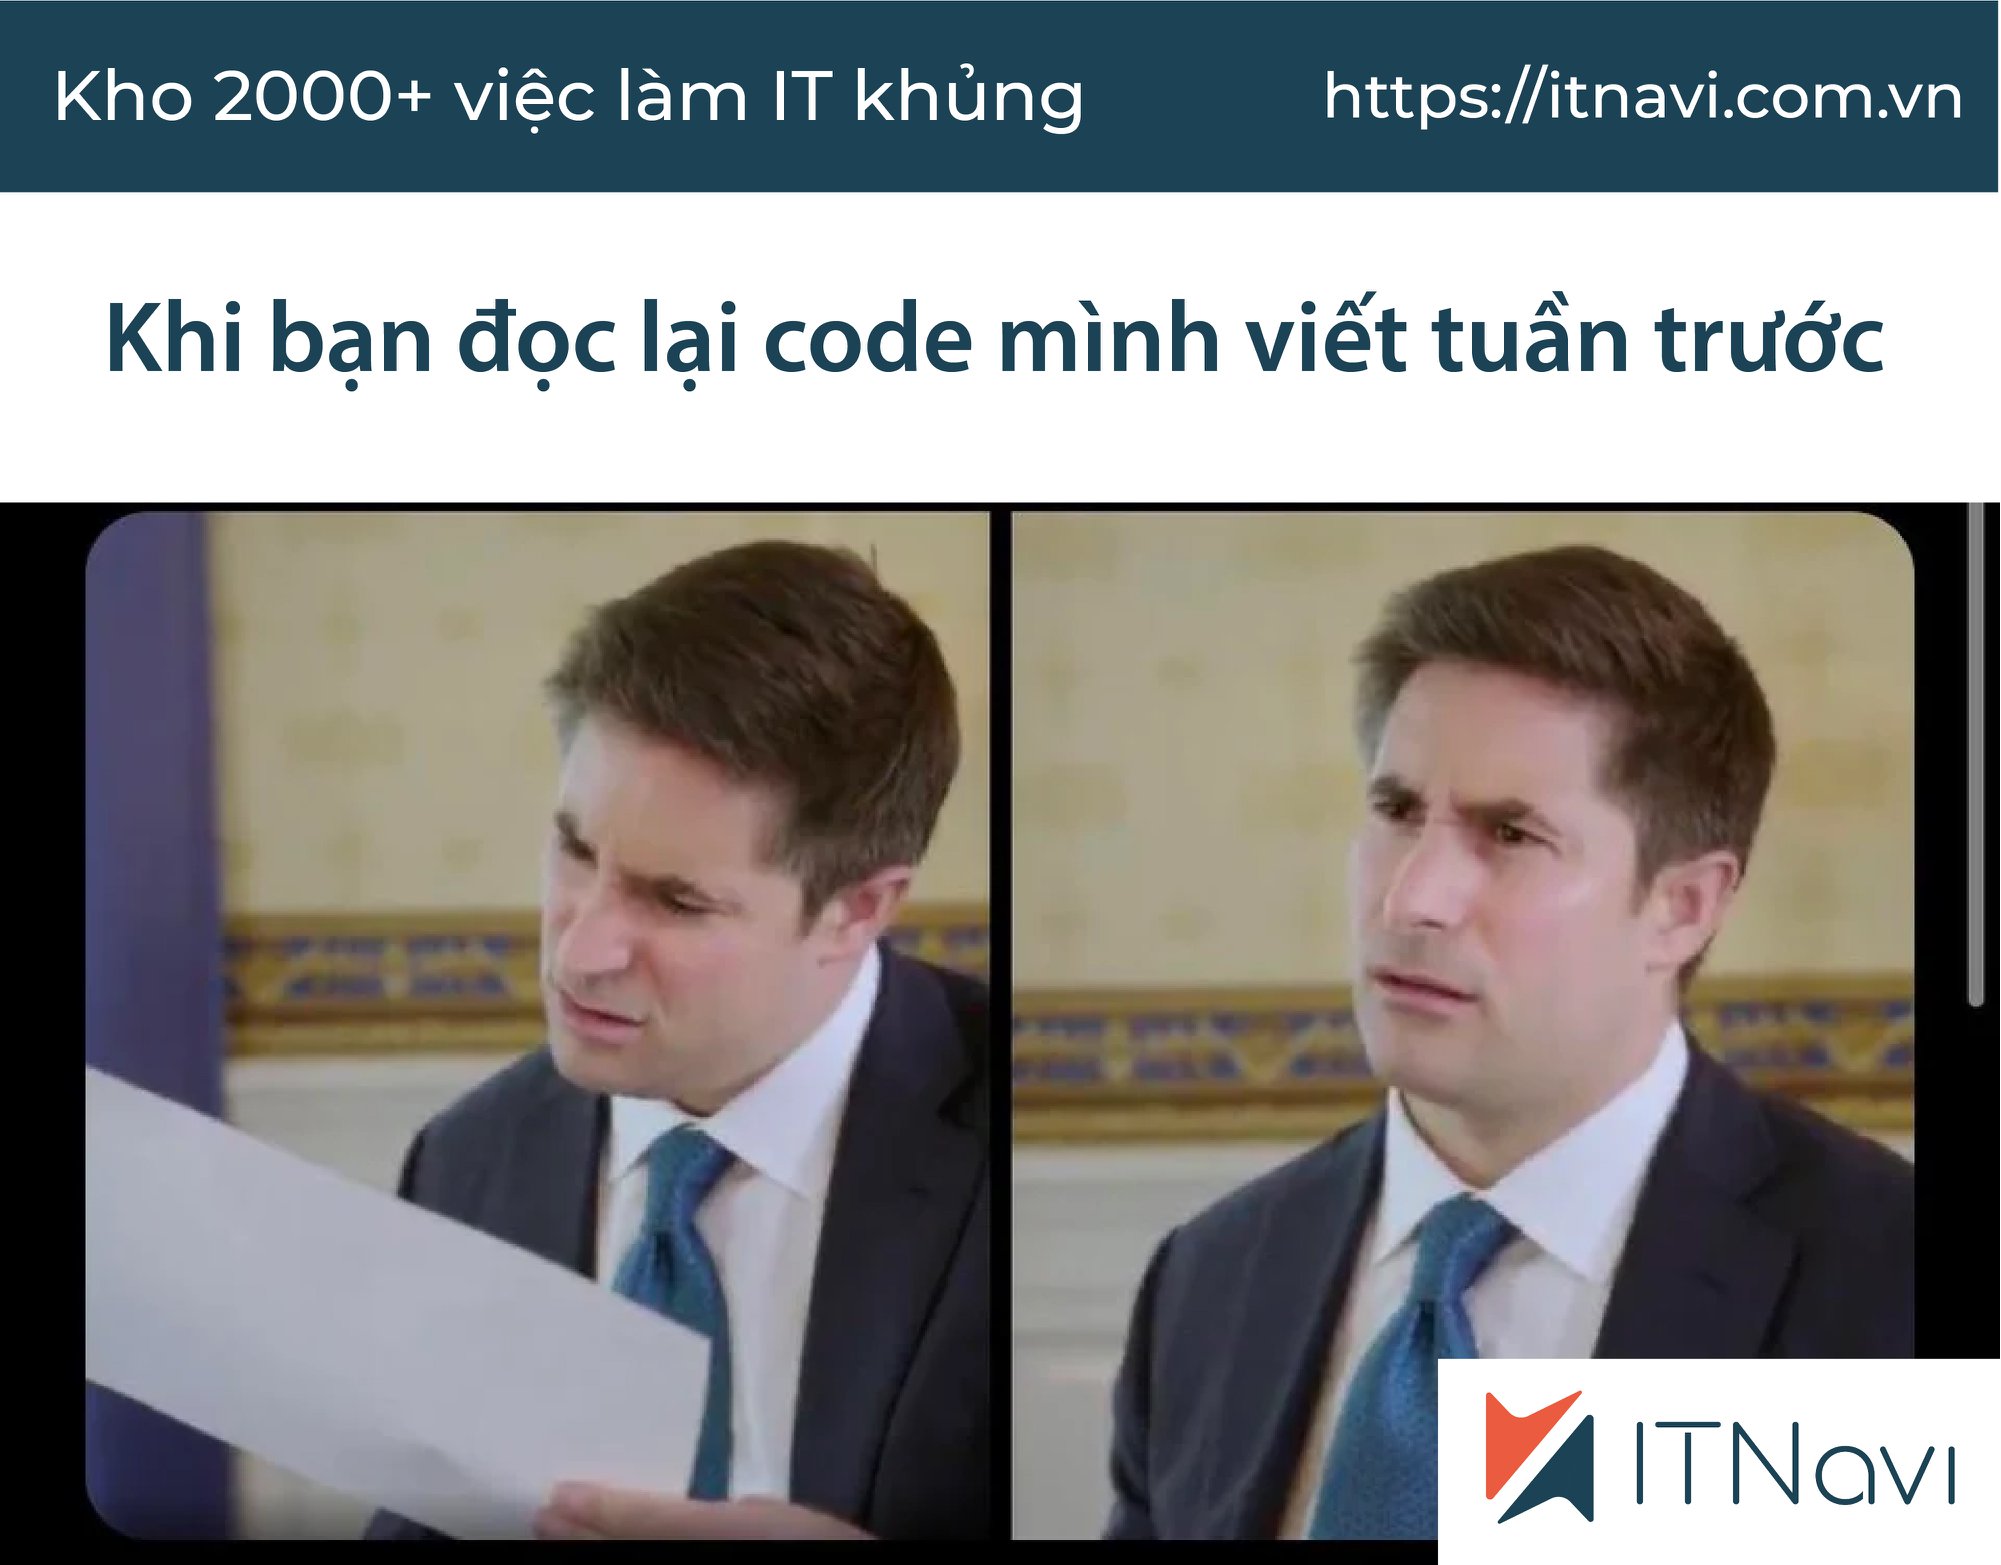 Kho 2000+ việc làm IT khủng
https://itnavi.com.vn
Khi bạn đọc lại code mình viết tuần trước
ITNavi